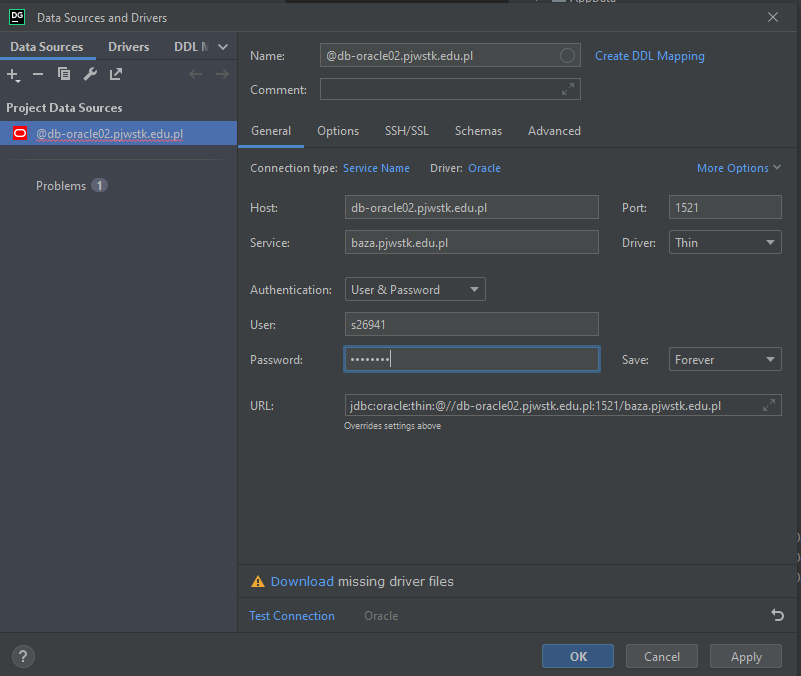 AppData
DG Data Sources and Drivers
Data Sources Drivers DDL M
Name: @db-oracle02.pjwstk.edu.pl Create DDL Mapping
Comment:
Project Data Sources
@db-oracle02.pjwstk.edu.pl
General Options SSH/SSL Schemas Advanced
Connection type: Service Name Driver: Oracle More Options
Problems 1
Host: db-oracle02.pjwstk.edu.pl Port: 1521
Service: baza.pjwstk.edu.pl Driver: Thin
Authentication: User & Password
User: s26941
Password: •••••••• Save: Forever
URL: jdbc:oracle:thin:@//db-oracle02.pjwstk.edu.pl:1521/baza.pjwstk.edu.pl
Overrides settings above
Download missing driver files
Test Connection Oracle
? OK Cancel Apply